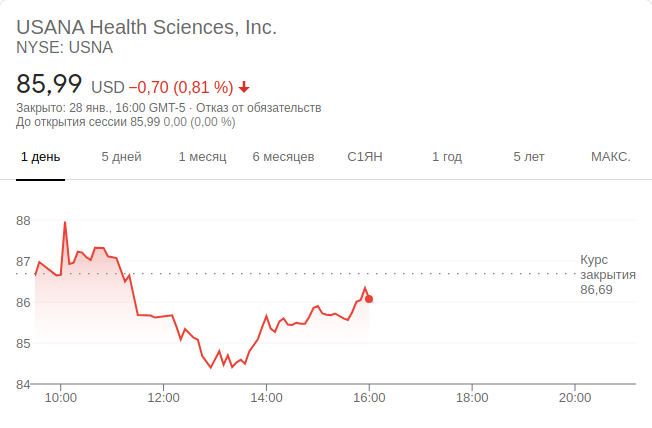 USANA Health Sciences, Inc.
NYSE: USNA
85,99 USD −0,70 (0,81 %)
Закрыто: 28 янв., 16:00 GMT-5 · Отказ от обязательств
До открытия сессии 85,99 0,00 (0,00 %)
1 день 5 дней 1 месяц 6 месяцев С1ЯН 1 год 5 лет МАКС.
88
87
86
85
84
Курс
закрытия
86,69
10:00 12:00 14:00 16:00 18:00 20:00